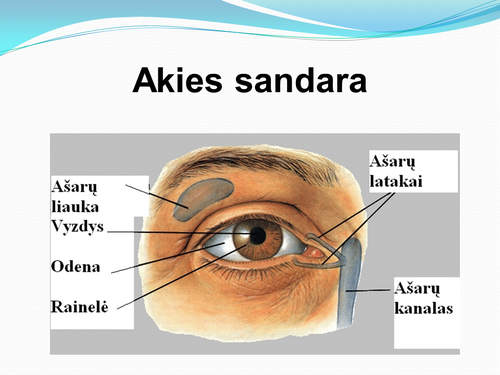 Akies sandara
Ašarų
liauka
Vyzdys
Odena
Rainelė
Ašarų
latakai
Ašarų
kanalas